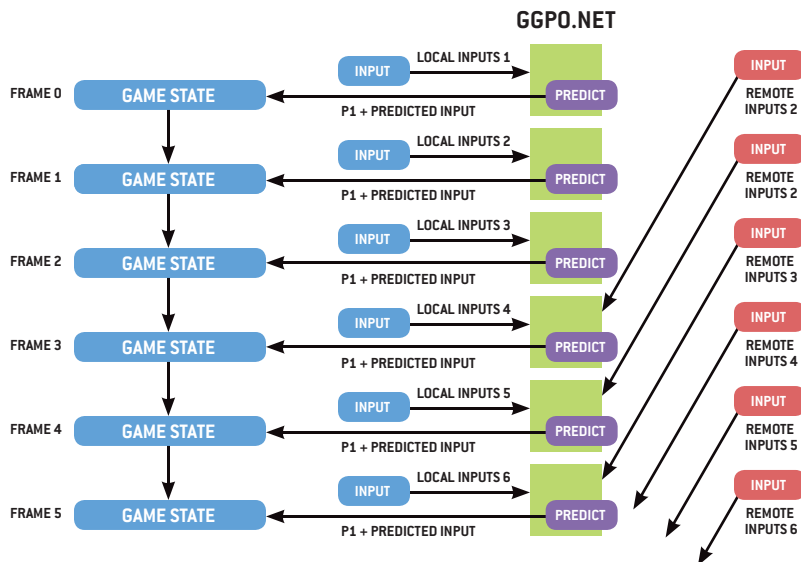 GGPO.NET
INPUT
LOCAL INPUTS 1
INPUT
FRAME 0
GAME STATE
PREDICT
P1 + PREDICTED INPUT
REMOTE
INPUTS 2
INPUT
LOCAL INPUTS 2
INPUT
FRAME 1
GAME STATE
PREDICT
P1 + PREDICTED INPUT
REMOTE
INPUTS 2
INPUT
LOCAL INPUTS 3
INPUT
FRAME 2
GAME STATE
PREDICT
P1 + PREDICTED INPUT
REMOTE
INPUTS 3
INPUT
LOCAL INPUTS 4
INPUT
FRAME 3
GAME STATE
PREDICT
P1 + PREDICTED INPUT
REMOTE
INPUTS 4
INPUT
LOCAL INPUTS 5
INPUT
FRAME 4
GAME STATE
PREDICT
P1 + PREDICTED INPUT
REMOTE
INPUTS 5
INPUT
LOCAL INPUTS 6
INPUT
FRAME 5
GAME STATE
PREDICT
P1 + PREDICTED INPUT
REMOTE
INPUTS 6